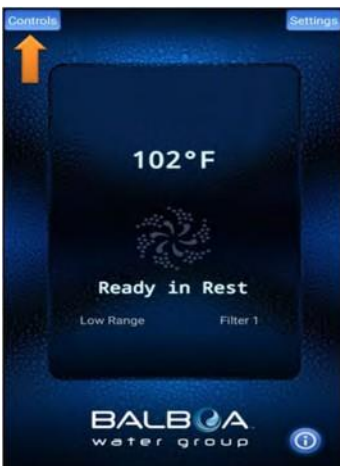 Controls Settings
102°F
Ready in Rest
Low Range Filter 1
BALBOA
water group